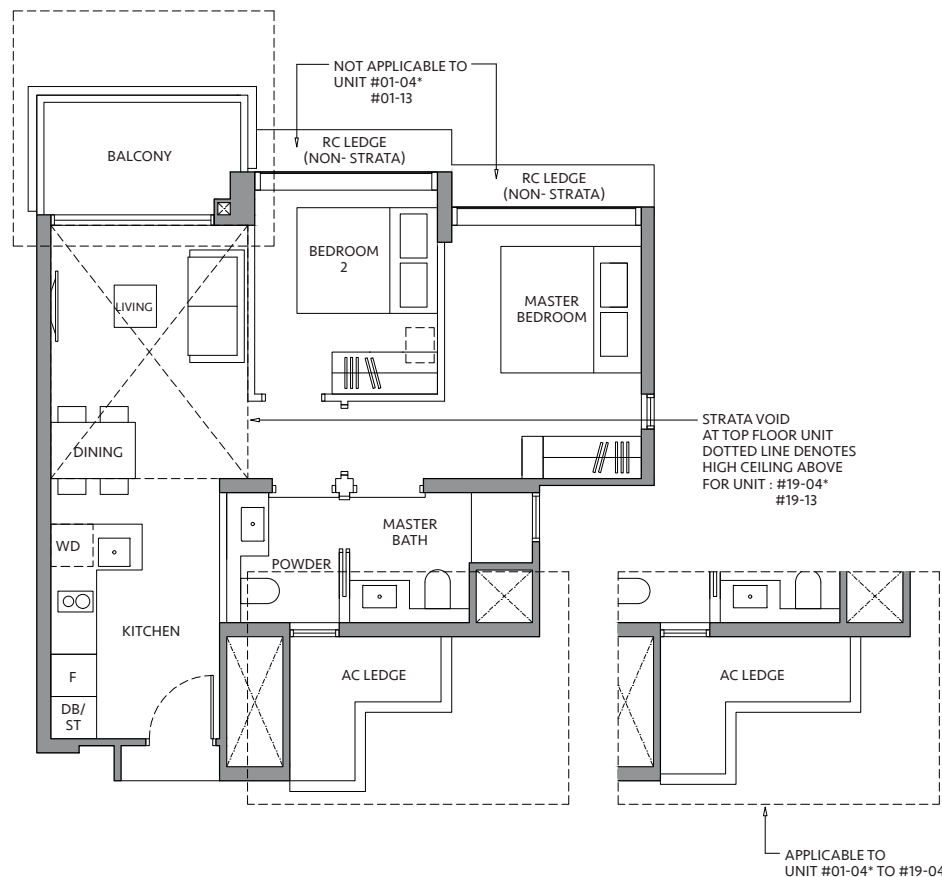 NOT APPLICABLE TO
UNIT #01-04*
#01-13
BALCONY
RC LEDGE
(NON- STRATA)
RC LEDGE
(NON- STRATA)
BEDROOM
2
LIVING
MASTER
BEDROOM
STRATA VOID
AT TOP FLOOR UNIT
DOTTED LINE DENOTES
HIGH CEILING ABOVE
FOR UNIT : #19-04*
#19-13
DINING
MASTER
BATH
WD
POWDER
KITCHEN
F
DB/
ST
AC LEDGE
AC LEDGE
APPLICABLE TO
UNIT #01-04* TO #19-04